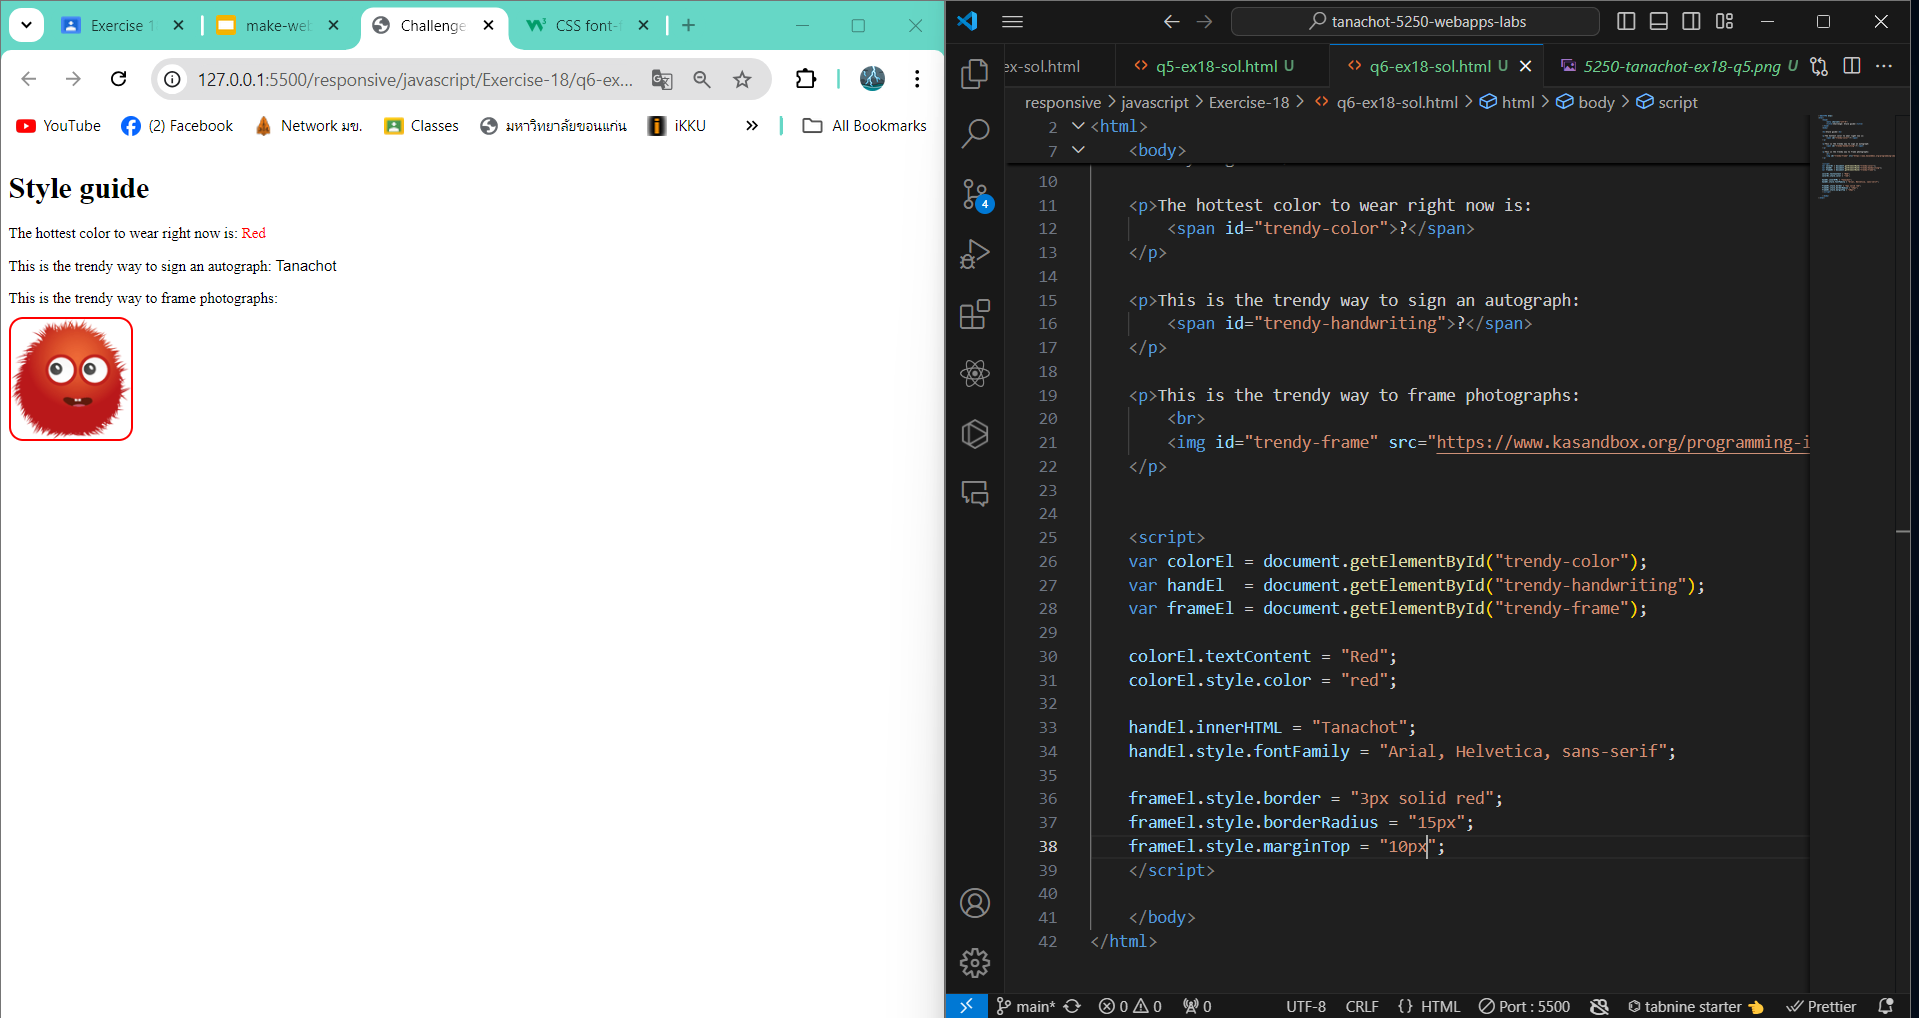 Exercise 1
make-web
Challenge
CSS font-f
127.0.0.1:5500/responsive/javascript/Exercise-18/q6-ex...
YouTube
(2) Facebook
Network มข.
Classes
มหาวิทยาลัยขอนแก่น
iKKU
»
All Bookmarks
Style guide
The hottest color to wear right now is: Red
This is the trendy way to sign an autograph: Tanachot
This is the trendy way to frame photographs:
tanachot-5250-webapps-labs
ex-sol.html
q5-ex18-sol.html U
q6-ex18-sol.html U
5250-tanachot-ex18-q5.png U
responsive > javascript > Exercise-18 > q6-ex18-sol.html > html > body > script
4
2 <html>
7 <body>
10
11 <p>The hottest color to wear right now is:
12 <span id="trendy-color">?</span>
13 </p>
14
15 <p>This is the trendy way to sign an autograph:
16 <span id="trendy-handwriting">?</span>
17 </p>
18
19 <p>This is the trendy way to frame photographs:
20 <br>
21 <img id="trendy-frame" src="https://www.kasandbox.org/programming-i
22 </p>
23
24
25 <script>
26 var colorEl = document.getElementById("trendy-color");
27 var handEl  = document.getElementById("trendy-handwriting");
28 var frameEl = document.getElementById("trendy-frame");
29
30 colorEl.textContent = "Red";
31 colorEl.style.color = "red";
32
33 handEl.innerHTML = "Tanachot";
34 handEl.style.fontFamily = "Arial, Helvetica, sans-serif";
35
36 frameEl.style.border = "3px solid red";
37 frameEl.style.borderRadius = "15px";
38 frameEl.style.marginTop = "10px";
39 </script>
40
41 </body>
42 </html>
main* 0 0 0 UTF-8 CRLF {} HTML Port : 5500 tabnine starter Prettier